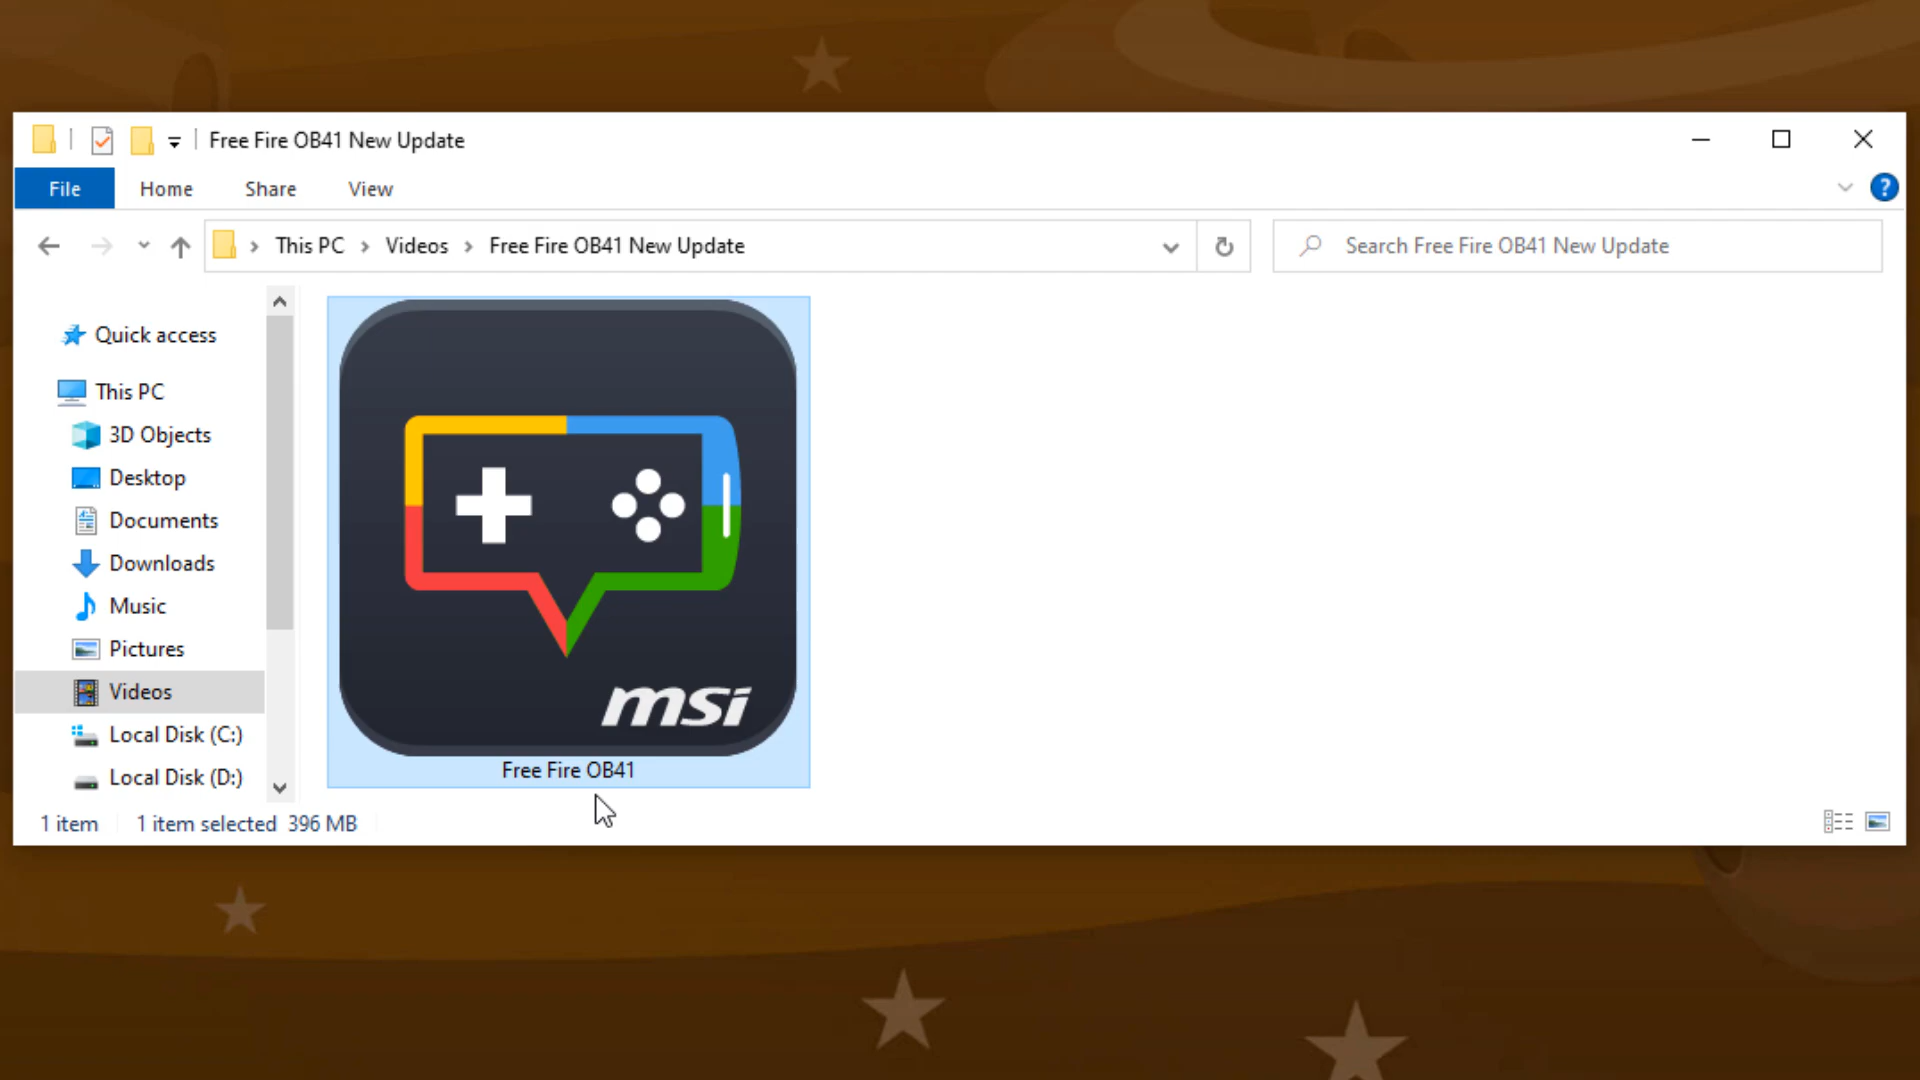 Free Fire OB41 New Update
File Home Share View
This PC Videos Free Fire OB41 New Update
Search Free Fire OB41 New Update
Quick access
This PC
3D Objects
Desktop
Documents
Downloads
Music
Pictures
Videos
Local Disk (C:)
Local Disk (D:)
msi
Free Fire OB41
1 item 1 item selected 396 MB